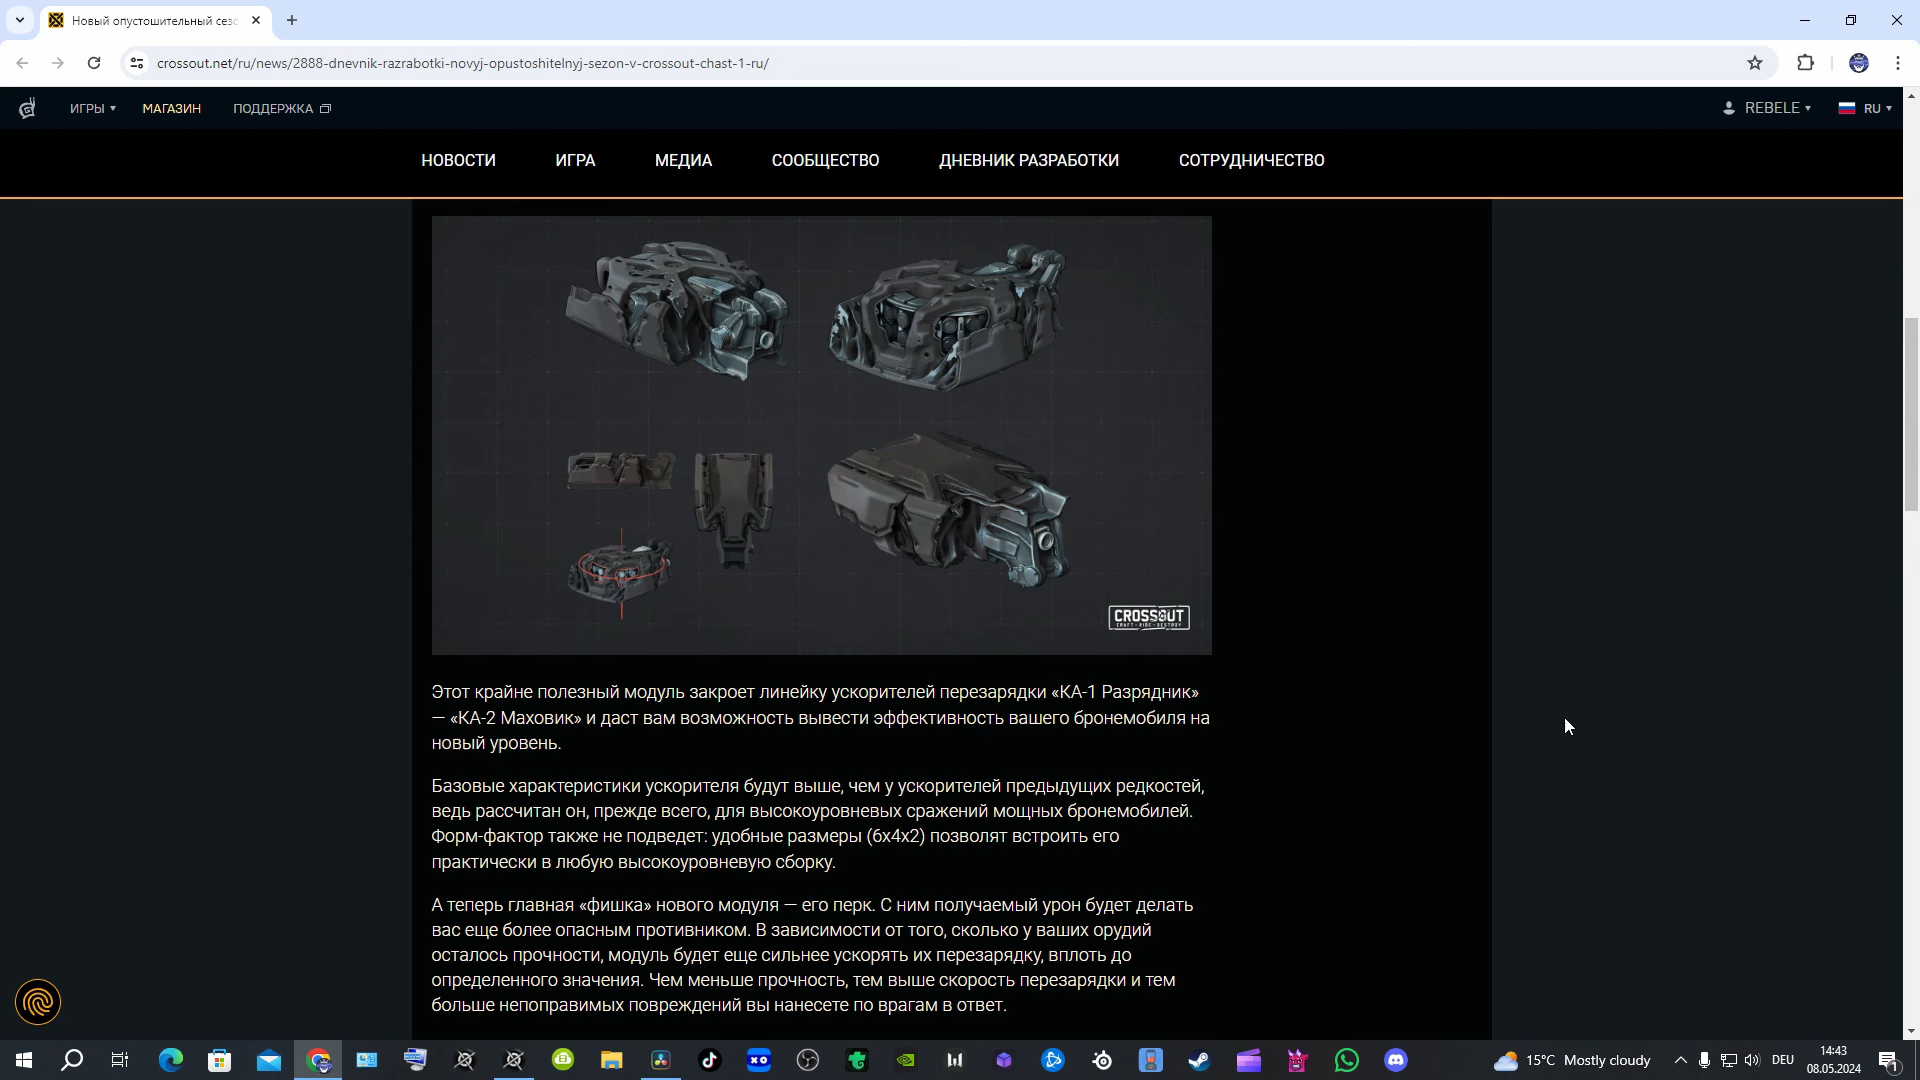 Новый опустошительный сезо
crossout.net/ru/news/2888-dnevnik-razrabotki-novyj-opustoshitelnyj-sezon-v-crossout-chast-1-ru/
ИГРЫ МАГАЗИН ПОДДЕРЖКА REBELE RU
НОВОСТИ ИГРА МЕДИА СООБЩЕСТВО ДНЕВНИК РАЗРАБОТКИ СОТРУДНИЧЕСТВО
CROSSOUT
CRAFT • RIDE • DESTROY
Этот крайне полезный модуль закроет линейку ускорителей перезарядки «КА-1 Разрядник»
— «КА-2 Маховик» и даст вам возможность вывести эффективность вашего бронемобиля на
новый уровень.
Базовые характеристики ускорителя будут выше, чем у ускорителей предыдущих редкостей,
ведь рассчитан он, прежде всего, для высокоуровневых сражений мощных бронемобилей.
Форм-фактор также не подведет: удобные размеры (6х4х2) позволят встроить его
практически в любую высокоуровневую сборку.
А теперь главная «фишка» нового модуля — его перк. С ним получаемый урон будет делать
вас еще более опасным противником. В зависимости от того, сколько у ваших орудий
осталось прочности, модуль будет еще сильнее ускорять их перезарядку, вплоть до
определенного значения. Чем меньше прочность, тем выше скорость перезарядки и тем
больше непоправимых повреждений вы нанесете по врагам в ответ.
15°C Mostly cloudy DEU 14:43
08.05.2024 1